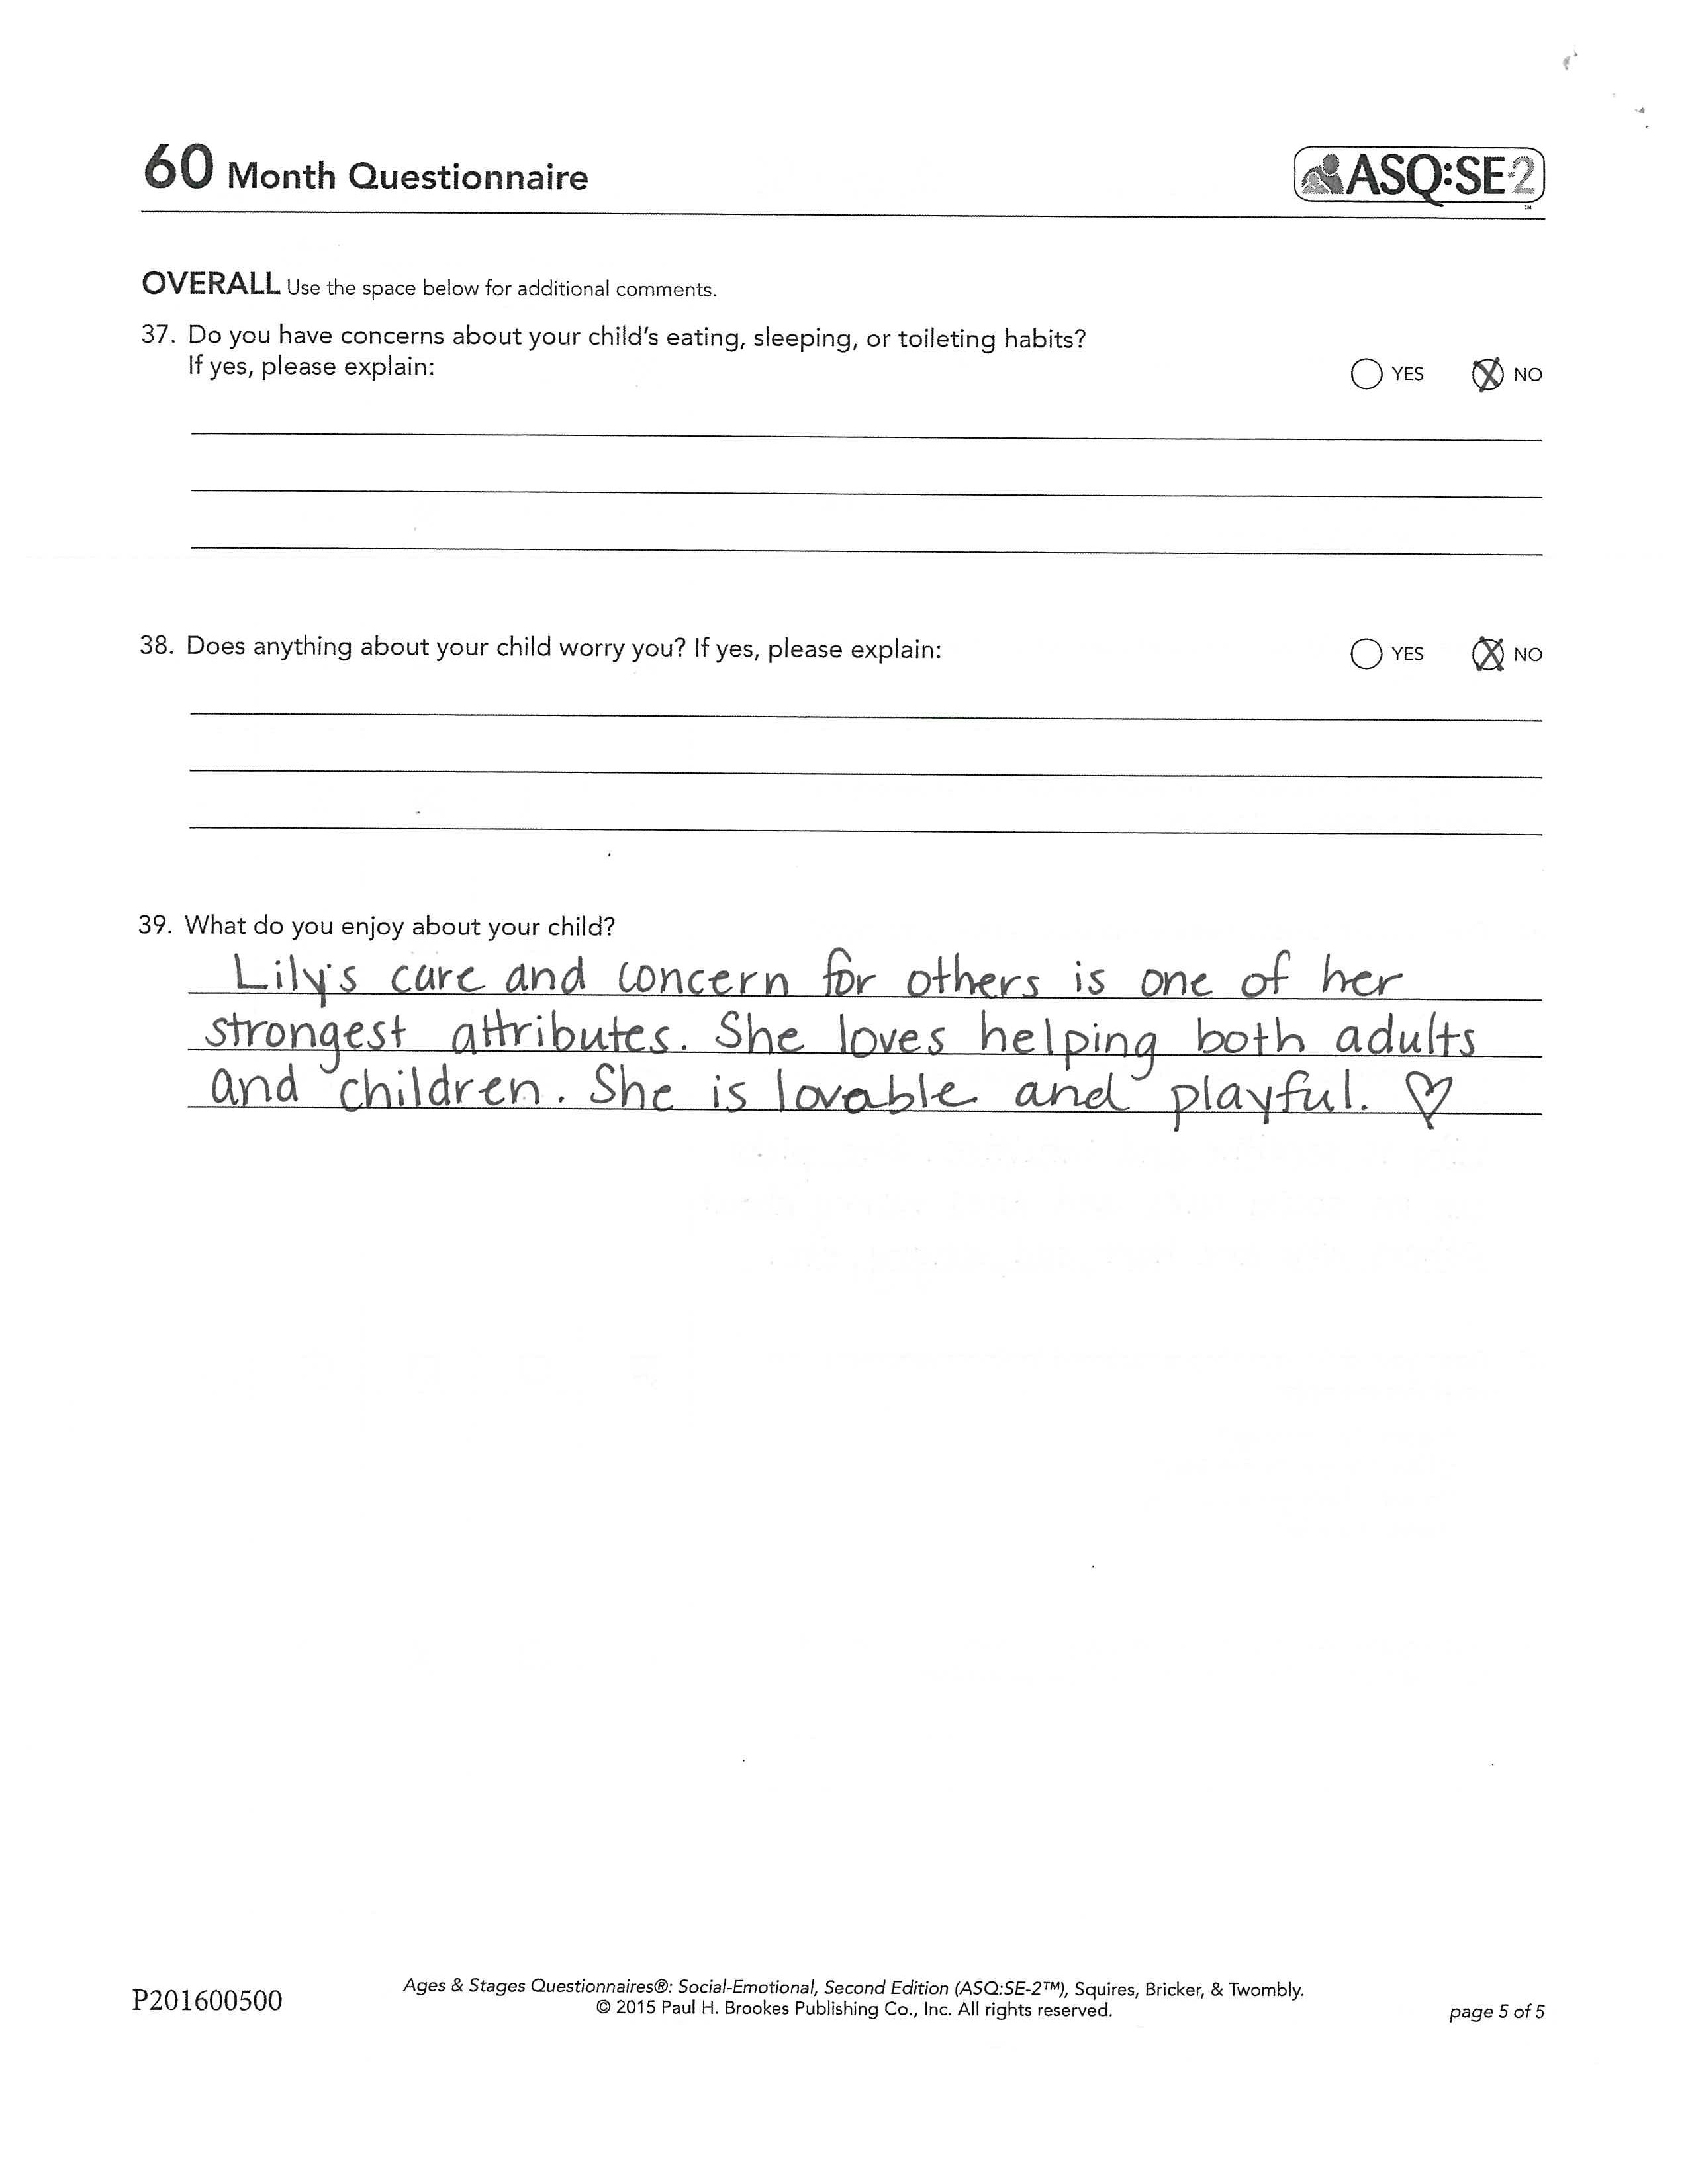 60 Month Questionnaire
ASQ:SE-2™
OVERALL Use the space below for additional comments.
37. Do you have concerns about your child's eating, sleeping, or toileting habits?
If yes, please explain:
YES NO
38. Does anything about your child worry you? If yes, please explain:
YES NO
39. What do you enjoy about your child?
Lily's care and concern for others is one of her
strongest attributes. She loves helping both adults
and children. She is lovable and playful. ♡
P201600500
Ages & Stages Questionnaires®: Social-Emotional, Second Edition (ASQ:SE-2™), Squires, Bricker, & Twombly.
© 2015 Paul H. Brookes Publishing Co., Inc. All rights reserved.
page 5 of 5